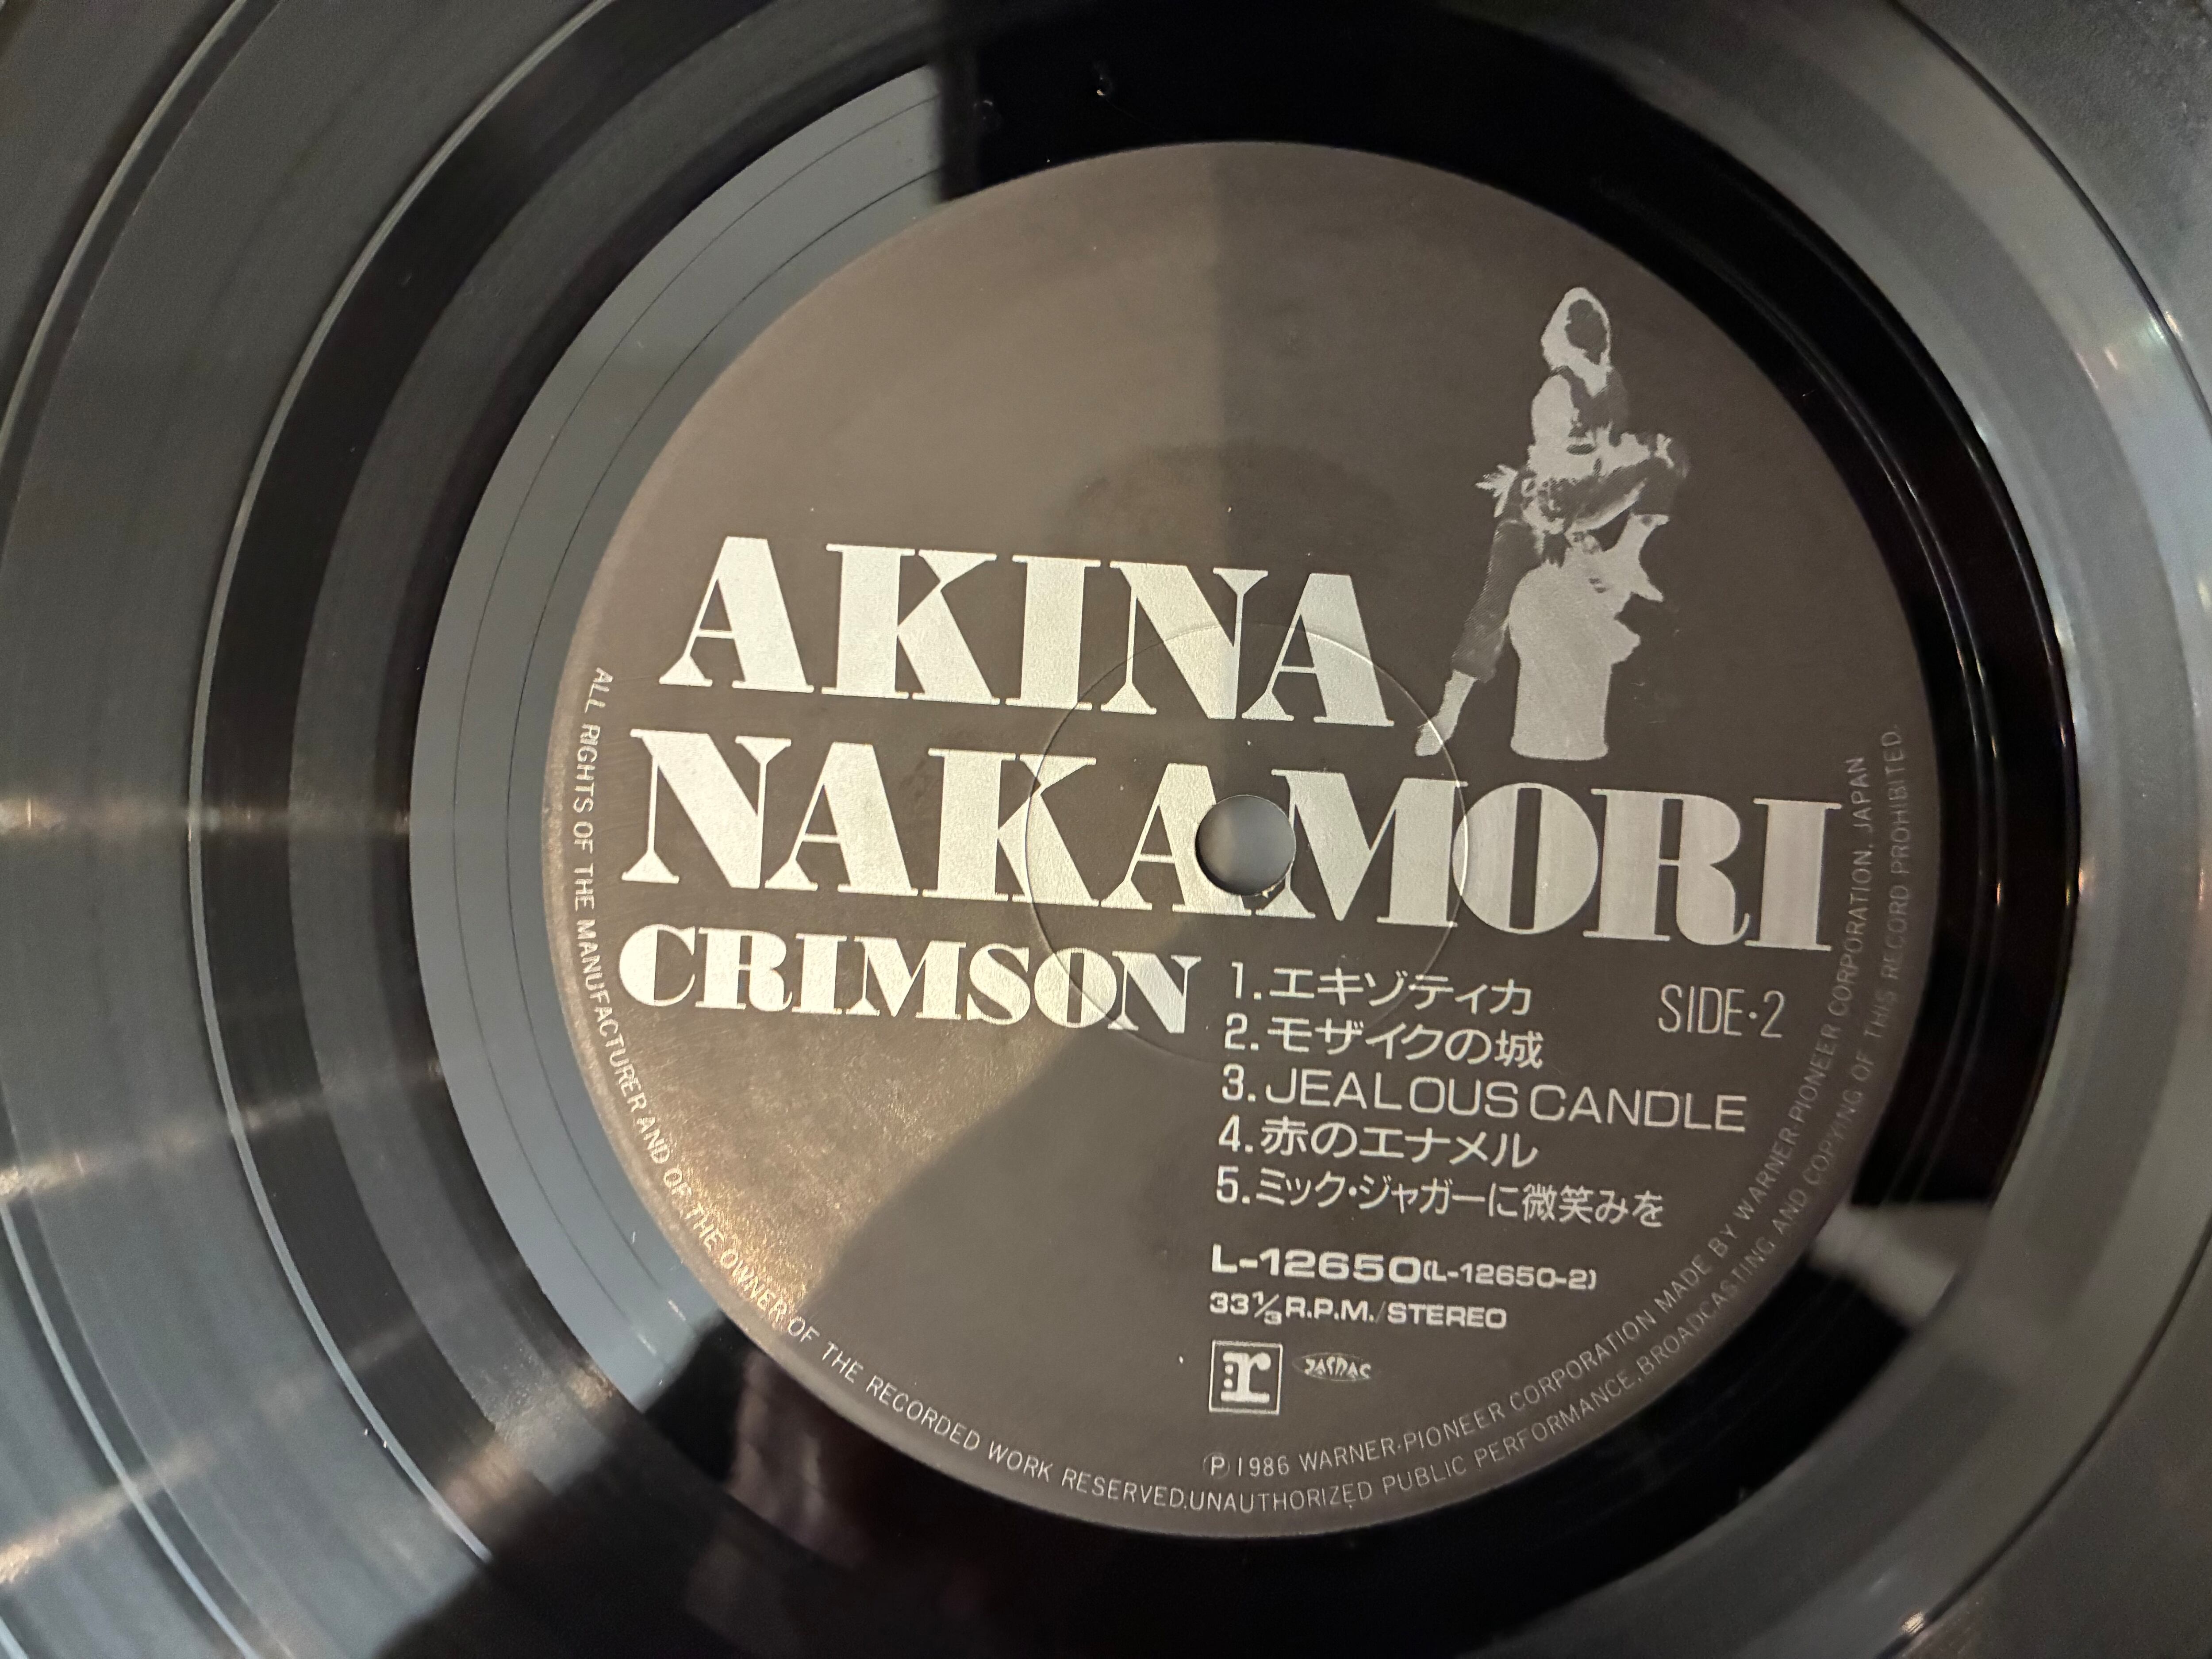 AKINA
NAKAMORI
CRIMSON
SIDE·2
1.エキゾティカ
2.モザイクの城
3.JEALOUS CANDLE
4.赤のエナメル
5.ミック・ジャガーに微笑みを
L-12650(L-12650-2)
33⅓R.P.M./STEREO
r
JASRAC
Ⓟ1986 WARNER-PIONEER CORPORATION MADE BY WARNER-PIONEER CORPORATION, JAPAN
ALL RIGHTS OF THE MANUFACTURER AND OF THE OWNER OF THE RECORDED WORK RESERVED.UNAUTHORIZED PUBLIC PERFORMANCE.BROADCASTING AND COPYING OF THIS RECORD PROHIBITED.